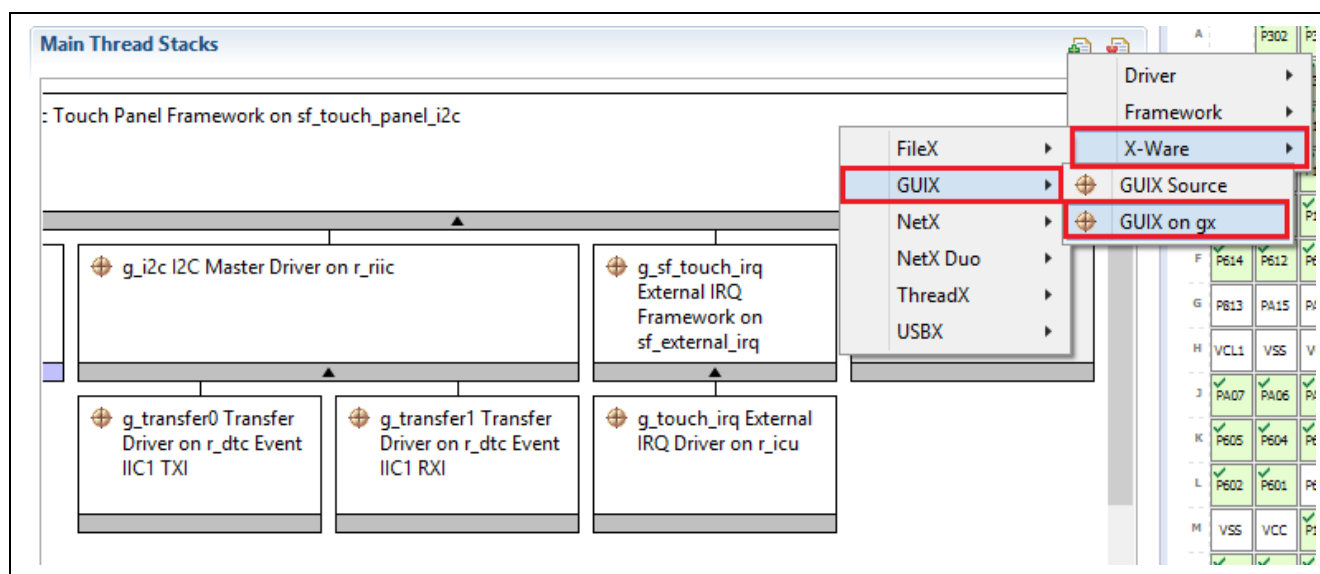 Main Thread Stacks
: Touch Panel Framework on sf_touch_panel_i2c
g_i2c I2C Master Driver on r_riic
g_sf_touch_irq
External IRQ
Framework on
sf_external_irq
g_transfer0 Transfer
Driver on r_dtc Event
IIC1 TXI
g_transfer1 Transfer
Driver on r_dtc Event
IIC1 RXI
g_touch_irq External
IRQ Driver on r_icu
Driver
Framework
X-Ware
FileX
GUIX
NetX
NetX Duo
ThreadX
USBX
GUIX Source
GUIX on gx
A P302
F P614 P612
G P813 PA15
H VCL1 VSS
J PA07 PA06
K P605 P604
L P602 P601
M VSS VCC